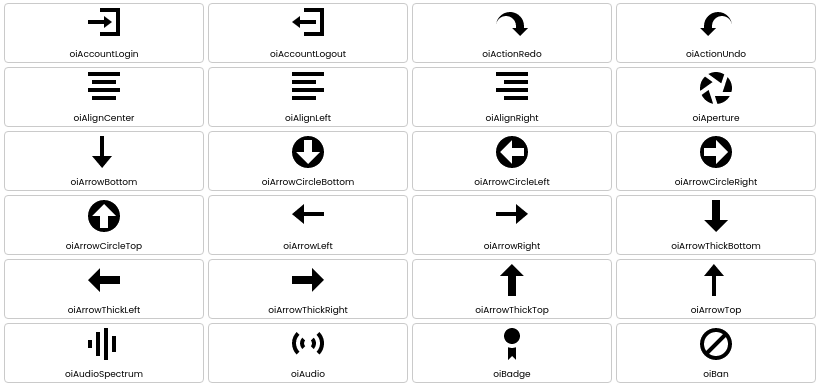 oiAccountLogin
oiAccountLogout
oiActionRedo
oiActionUndo
oiAlignCenter
oiAlignLeft
oiAlignRight
oiAperture
oiArrowBottom
oiArrowCircleBottom
oiArrowCircleLeft
oiArrowCircleRight
oiArrowCircleTop
oiArrowLeft
oiArrowRight
oiArrowThickBottom
oiArrowThickLeft
oiArrowThickRight
oiArrowThickTop
oiArrowTop
oiAudioSpectrum
oiAudio
oiBadge
oiBan